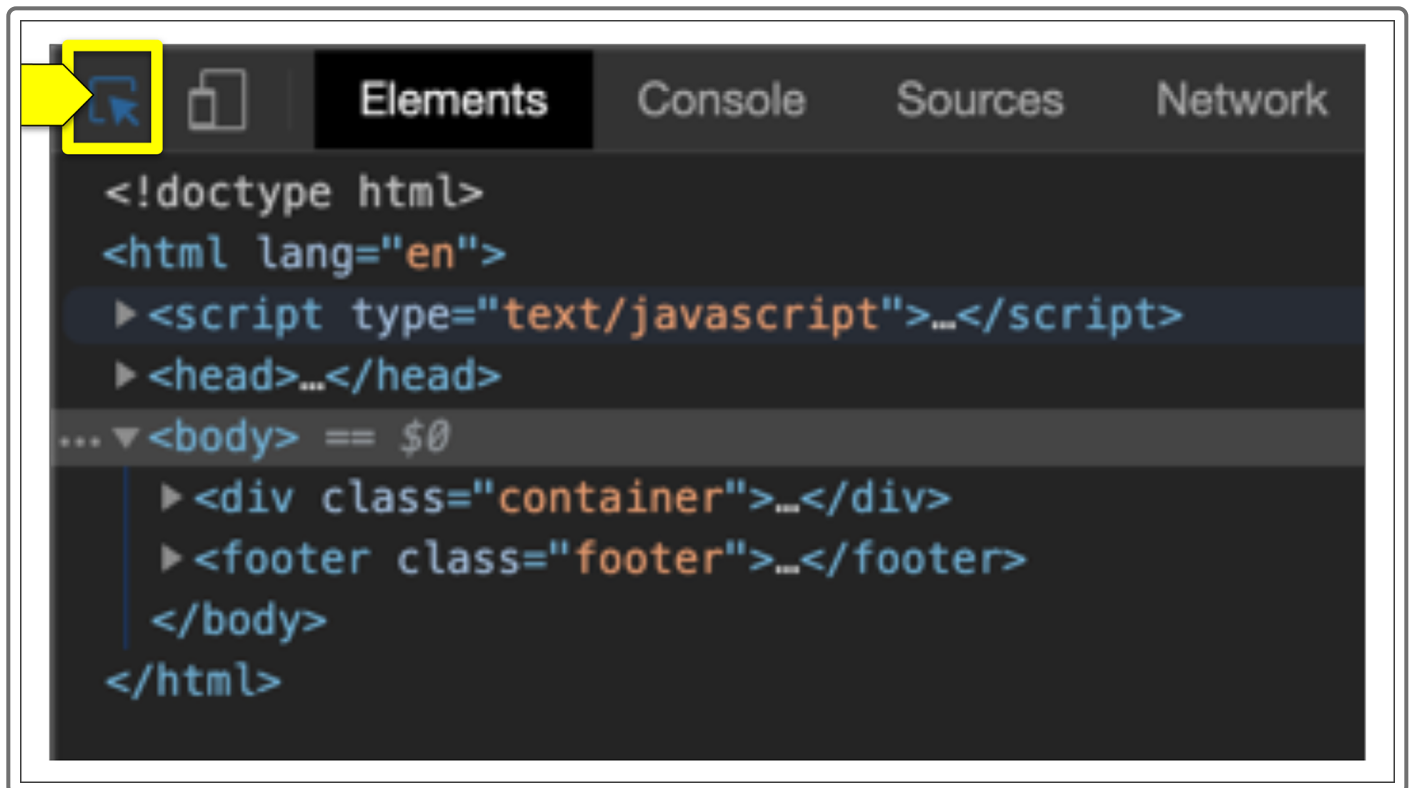 Elements Console Sources Network
<!doctype html>
<html lang="en">
▶<script type="text/javascript">…</script>
▶<head>…</head>
… ▼<body> == $0
▶<div class="container">…</div>
▶<footer class="footer">…</footer>
</body>
</html>